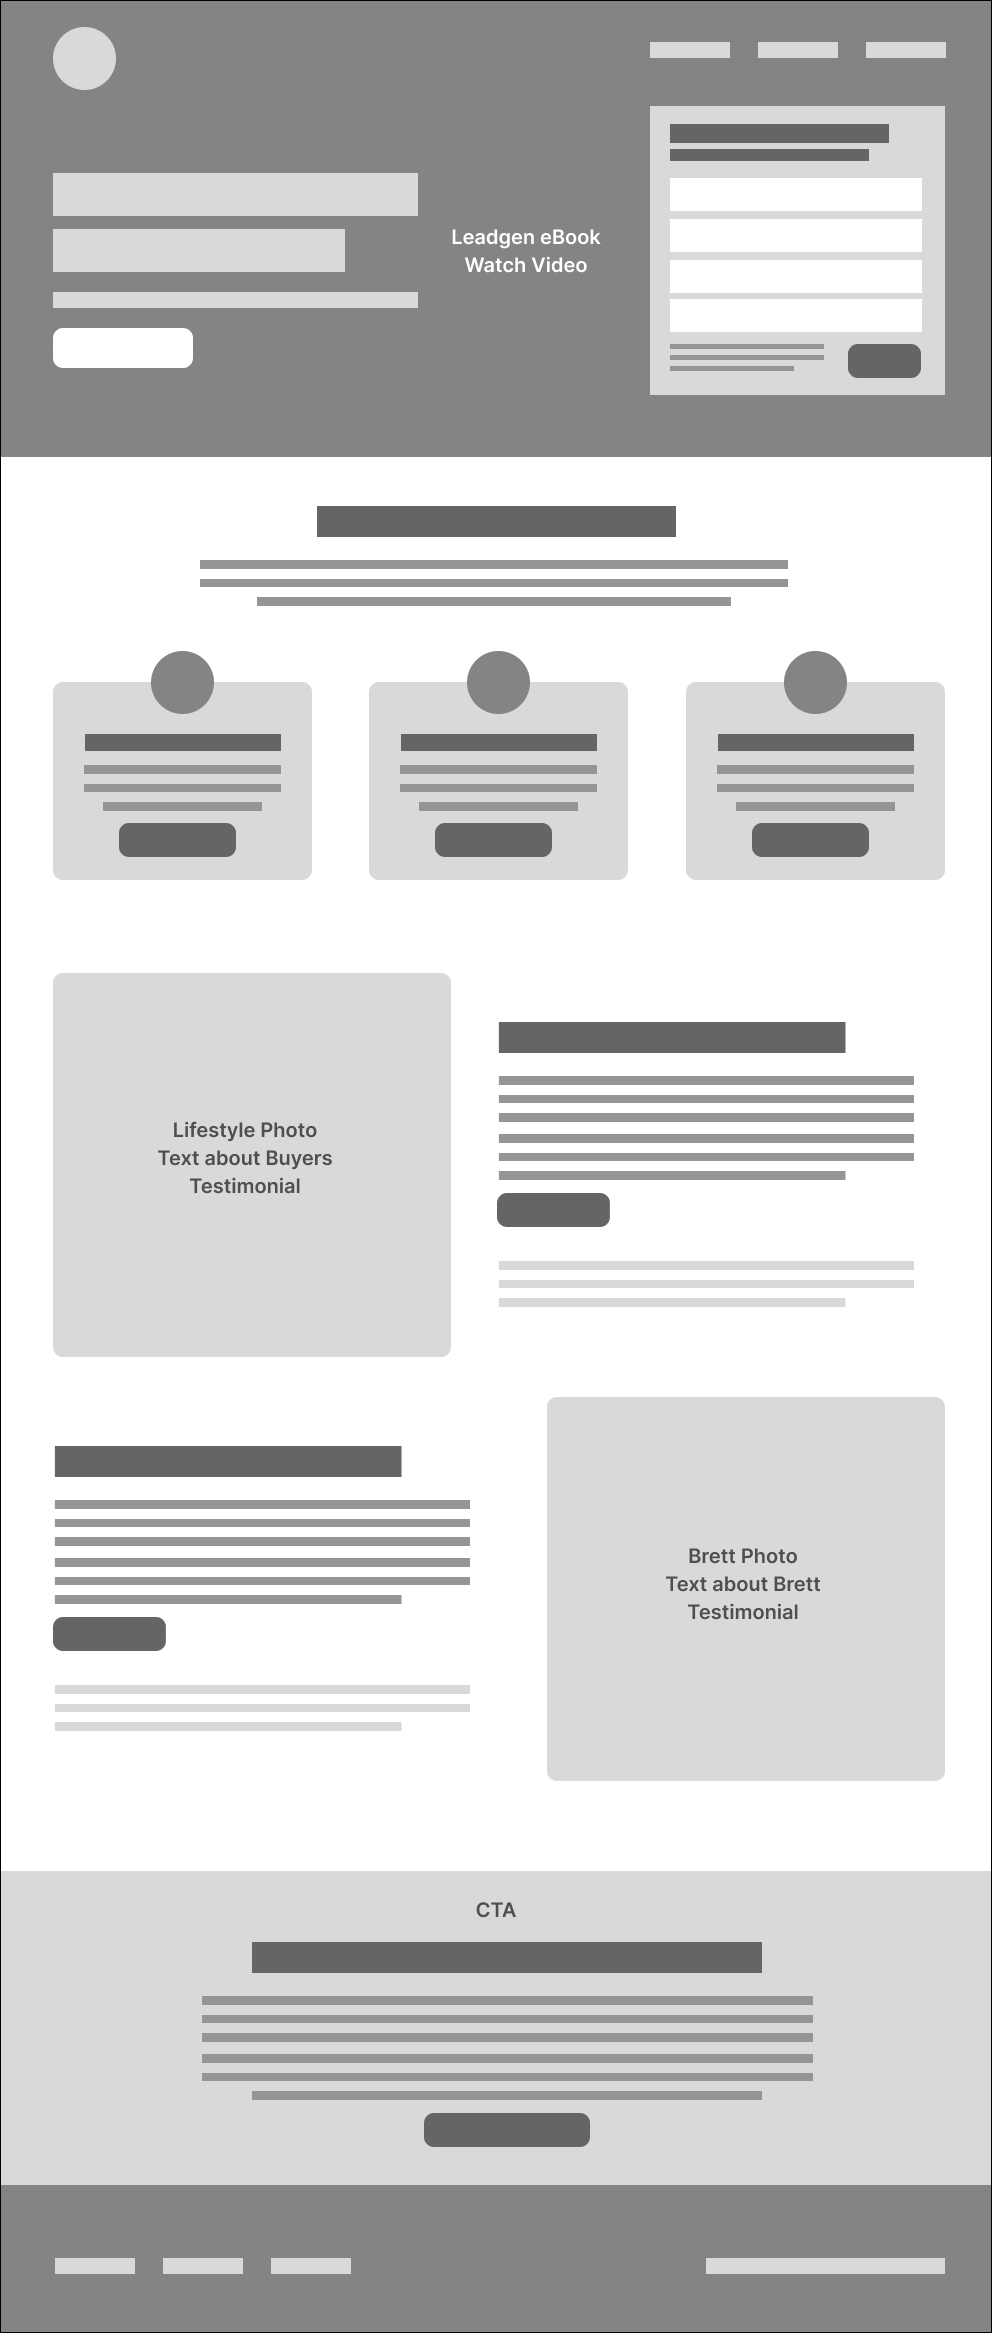 Leadgen eBook
Watch Video
Lifestyle Photo
Text about Buyers
Testimonial
Brett Photo
Text about Brett
Testimonial
CTA